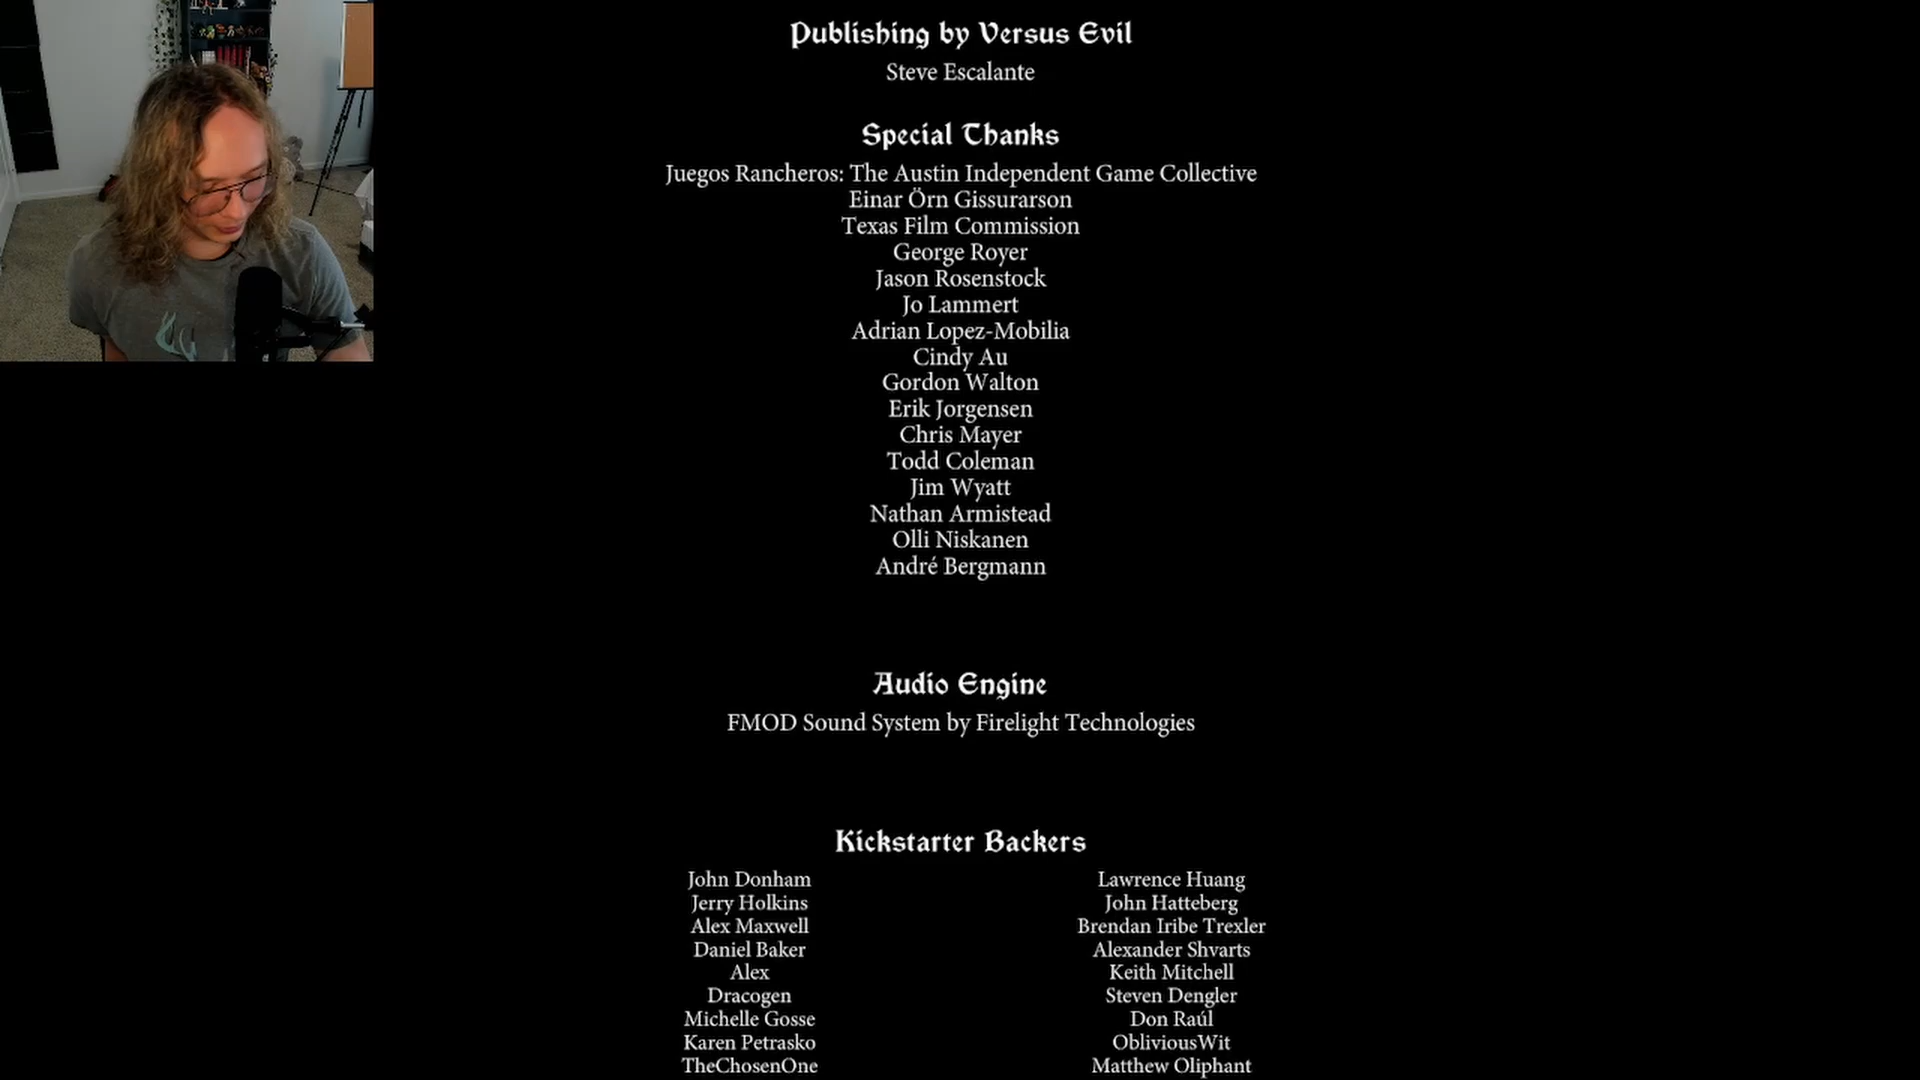 Publishing by Versus Evil
Steve Escalante
Special Thanks
Juegos Rancheros: The Austin Independent Game Collective
Einar Örn Gissurarson
Texas Film Commission
George Royer
Jason Rosenstock
Jo Lammert
Adrian Lopez-Mobilia
Cindy Au
Gordon Walton
Erik Jorgensen
Chris Mayer
Todd Coleman
Jim Wyatt
Nathan Armistead
Olli Niskanen
André Bergmann
Audio Engine
FMOD Sound System by Firelight Technologies
Kickstarter Backers
John Donham
Jerry Holkins
Alex Maxwell
Daniel Baker
Alex
Dracogen
Michelle Gosse
Karen Petrasko
TheChosenOne
Lawrence Huang
John Hatteberg
Brendan Iribe Trexler
Alexander Shvarts
Keith Mitchell
Steven Dengler
Don Raúl
ObliviousWit
Matthew Oliphant